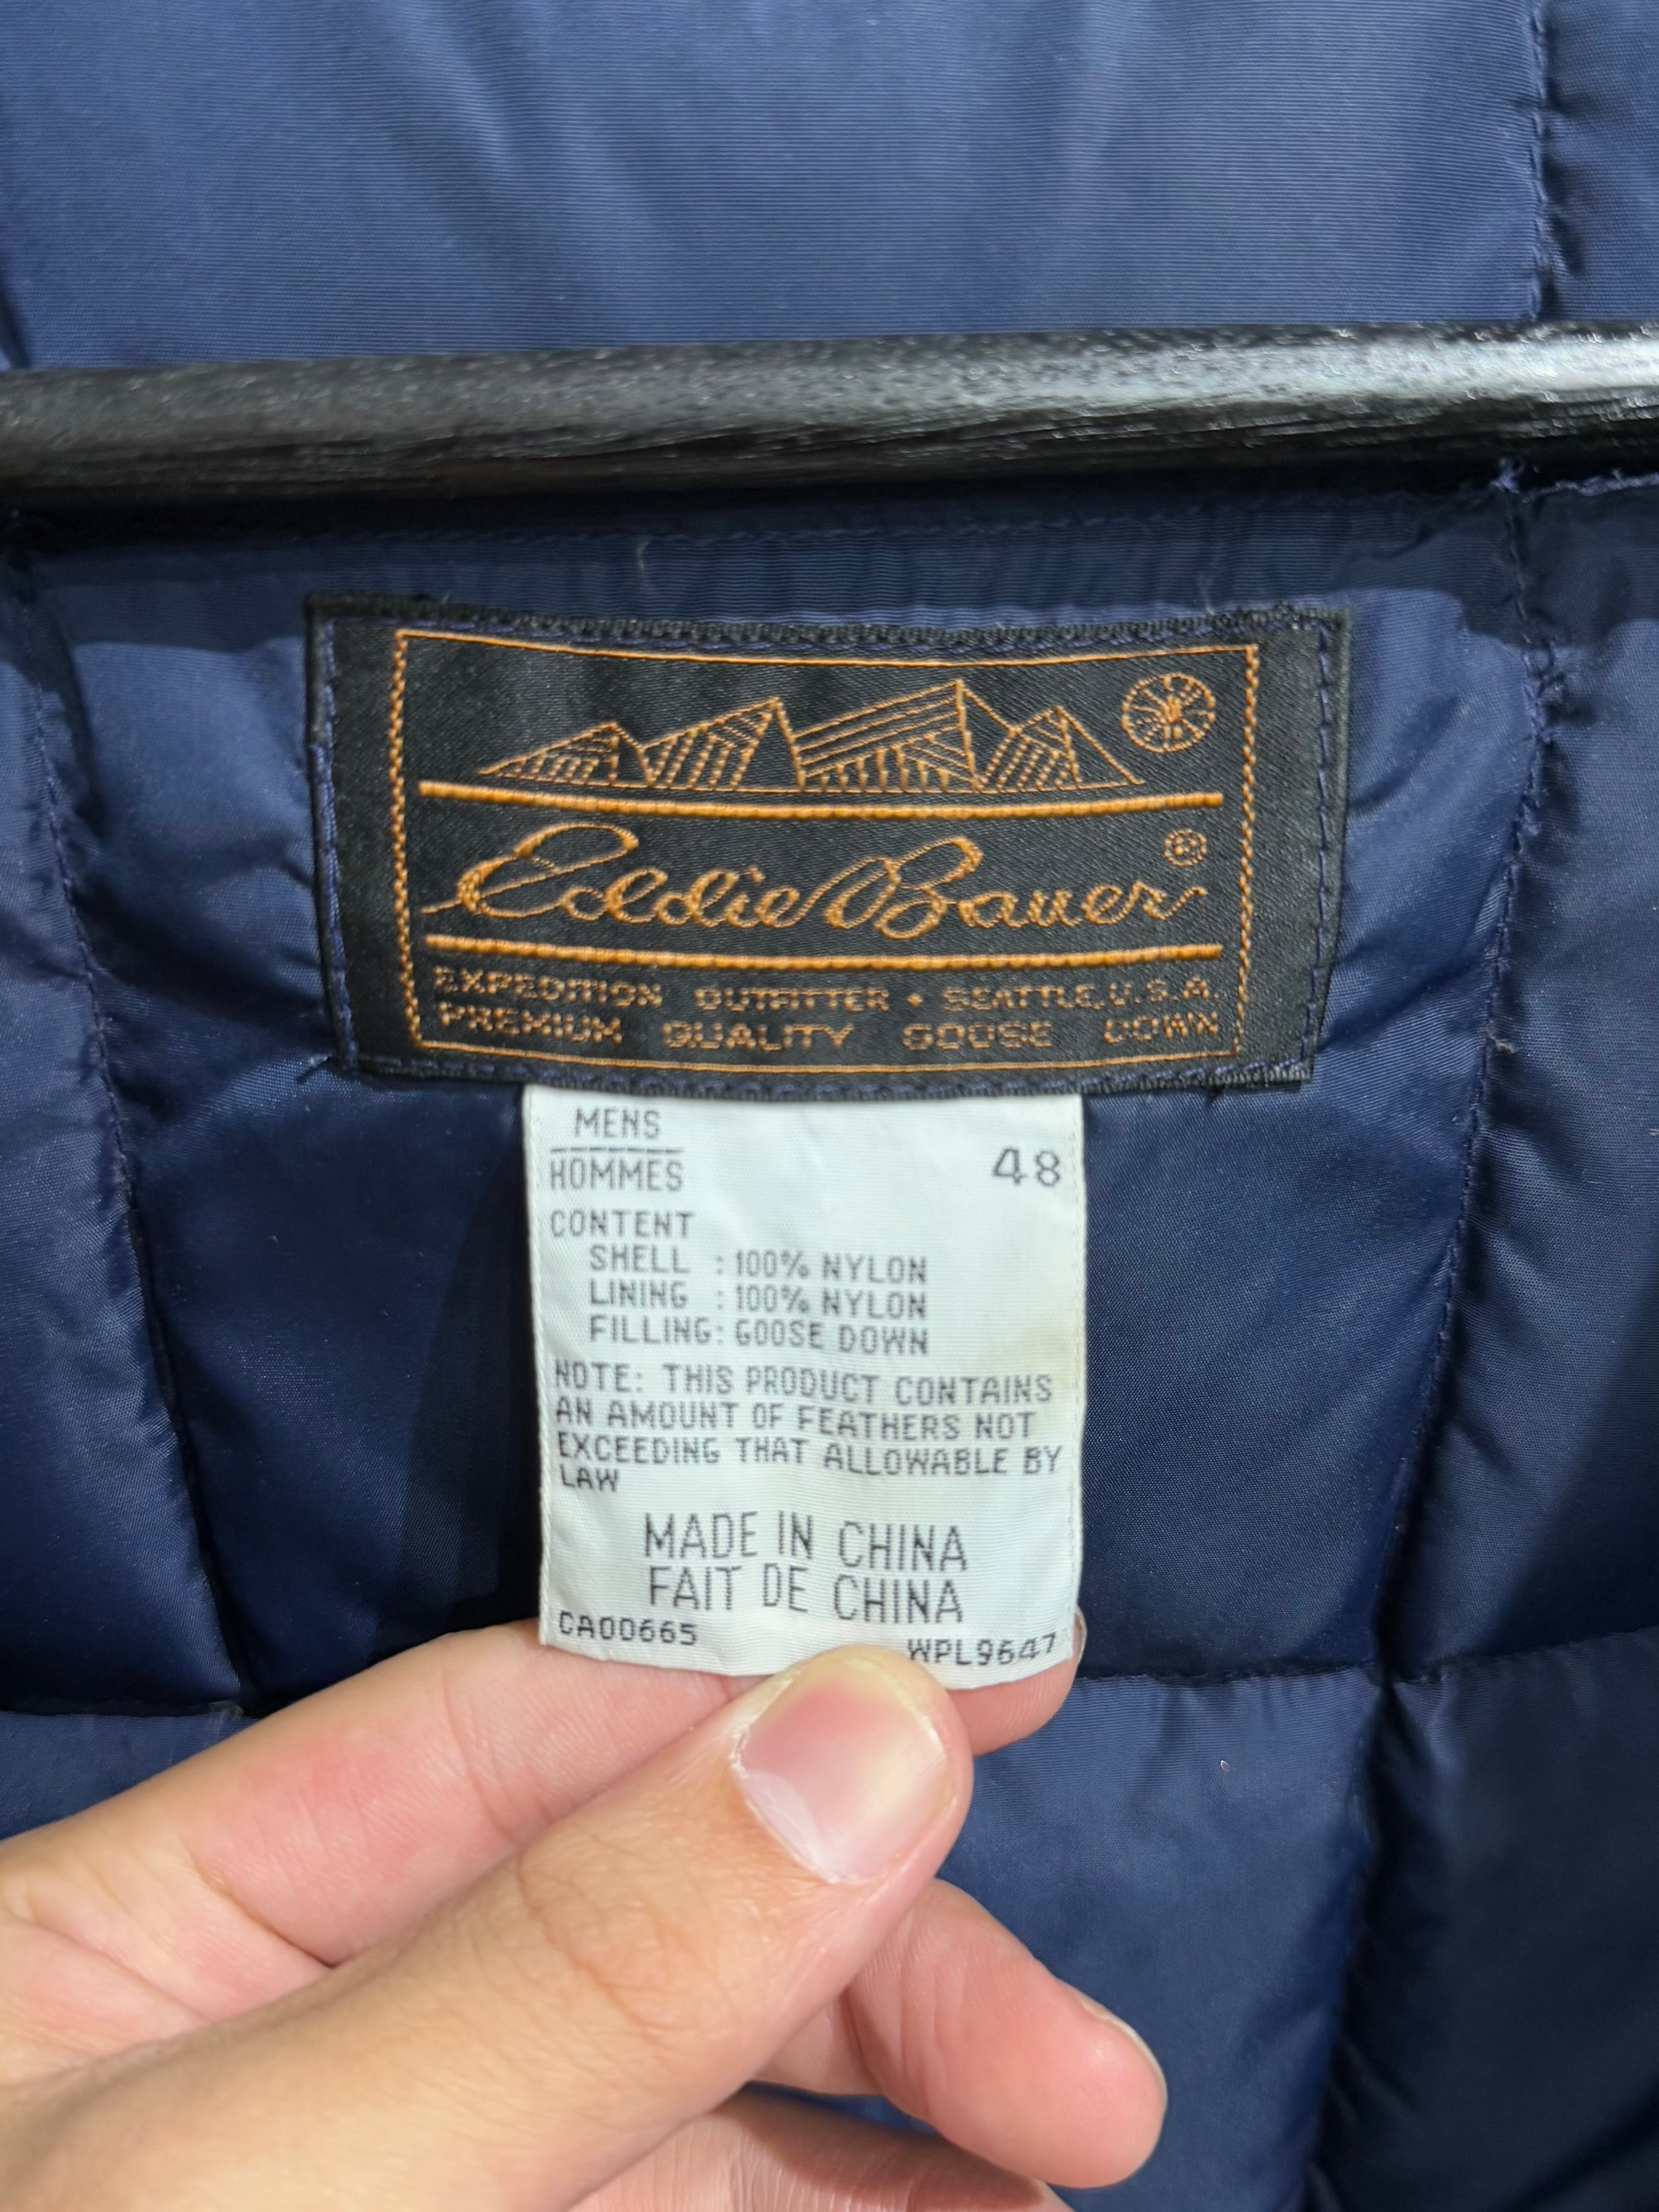 Eddie Bauer ®
EXPEDITION OUTFITTER • SEATTLE, U.S.A.
PREMIUM QUALITY GOOSE DOWN
MENS
HOMMES
48
CONTENT
SHELL : 100% NYLON
LINING : 100% NYLON
FILLING: GOOSE DOWN
NOTE: THIS PRODUCT CONTAINS
AN AMOUNT OF FEATHERS NOT
EXCEEDING THAT ALLOWABLE BY
LAW
MADE IN CHINA
FAIT DE CHINA
CA00665
WPL9647